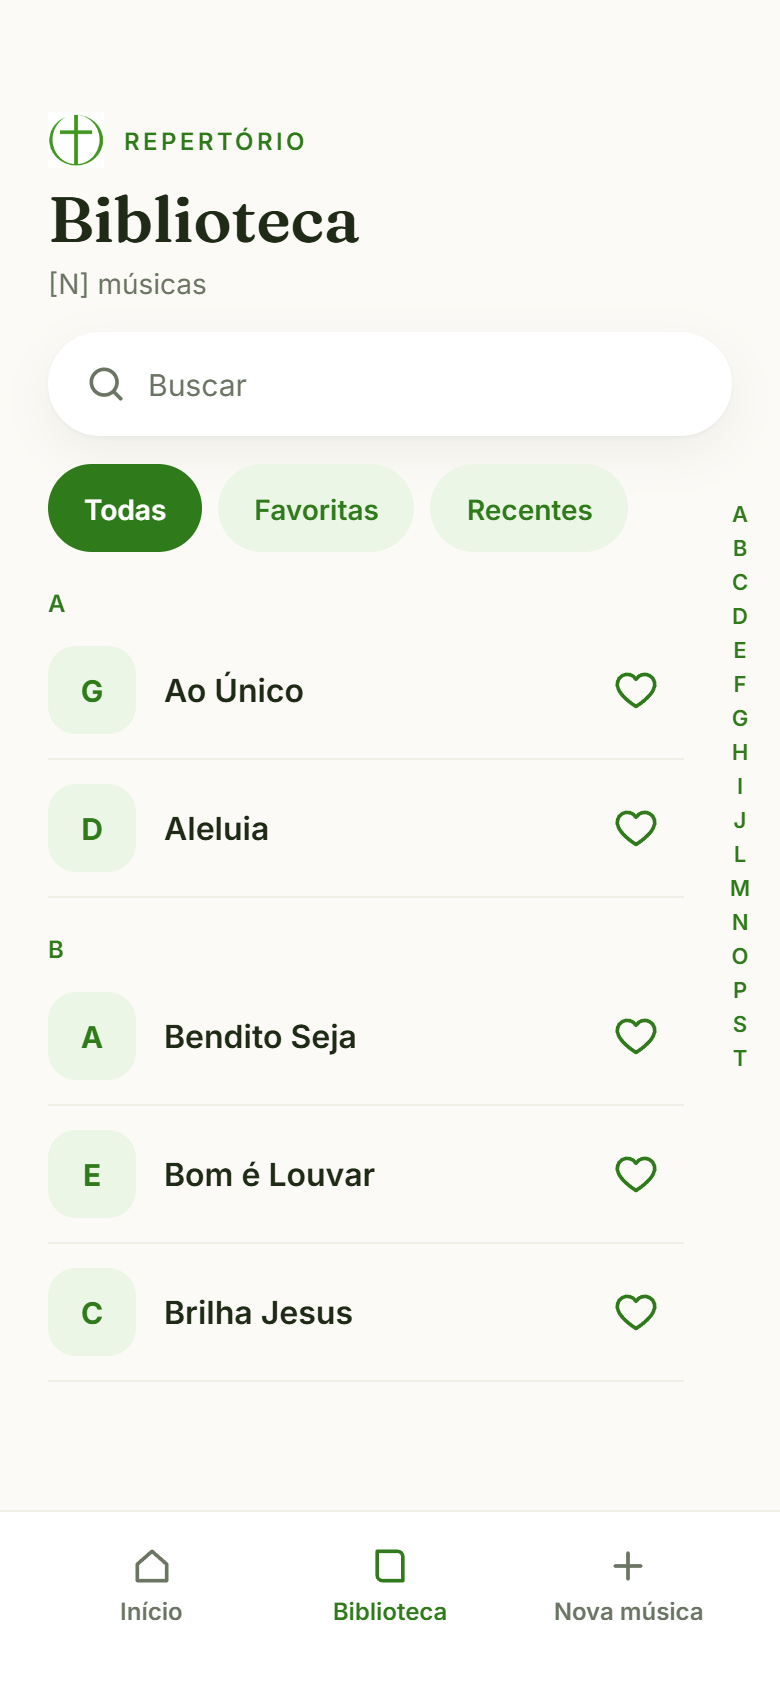 REPERTÓRIO
Biblioteca
[N] músicas
Buscar
Todas Favoritas Recentes
A
G Ao Único
D Aleluia
B
A Bendito Seja
E Bom é Louvar
C Brilha Jesus
A
B
C
D
E
F
G
H
I
J
L
M
N
O
P
S
T
Início Biblioteca Nova música